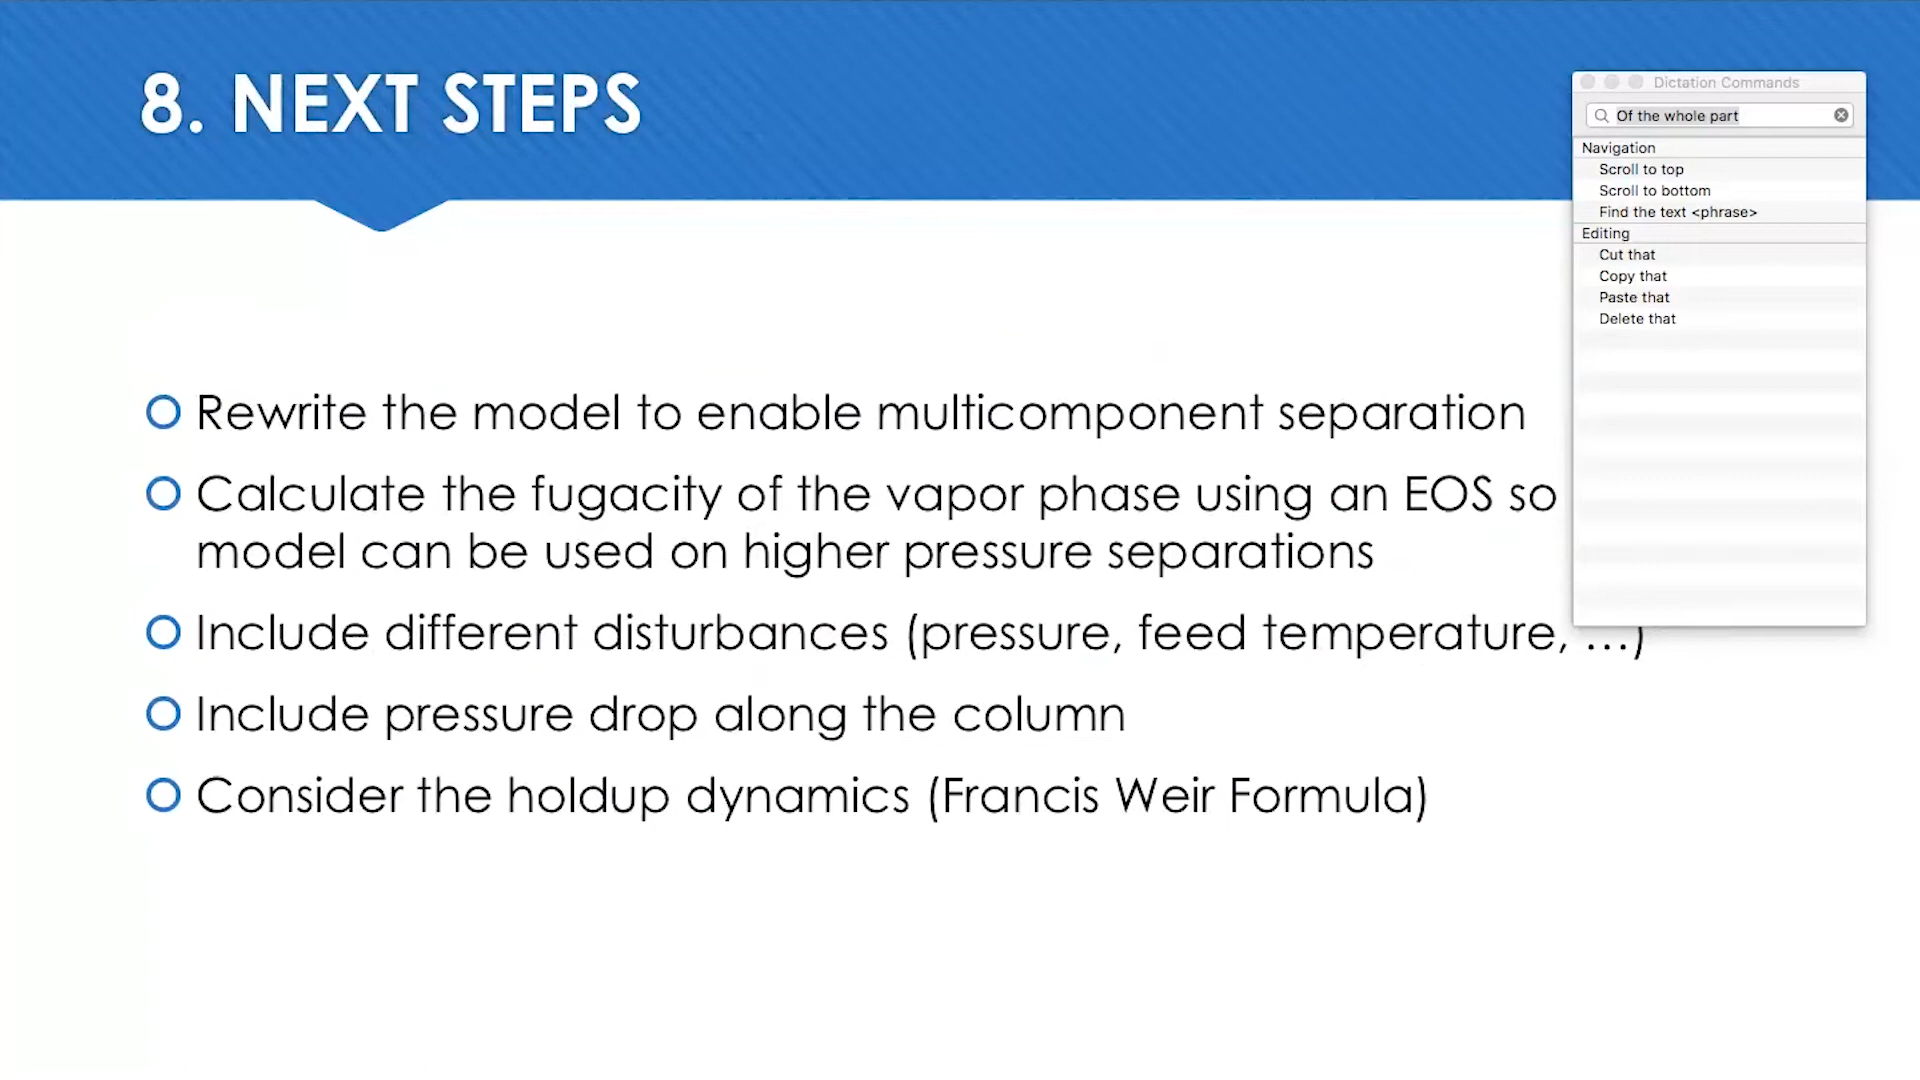 8. NEXT STEPS
Rewrite the model to enable multicomponent separation
Calculate the fugacity of the vapor phase using an EOS so
model can be used on higher pressure separations
Include different disturbances (pressure, feed temperature, ...)
Include pressure drop along the column
Consider the holdup dynamics (Francis Weir Formula)
Dictation Commands
Of the whole part
Navigation
Scroll to top
Scroll to bottom
Find the text <phrase>
Editing
Cut that
Copy that
Paste that
Delete that